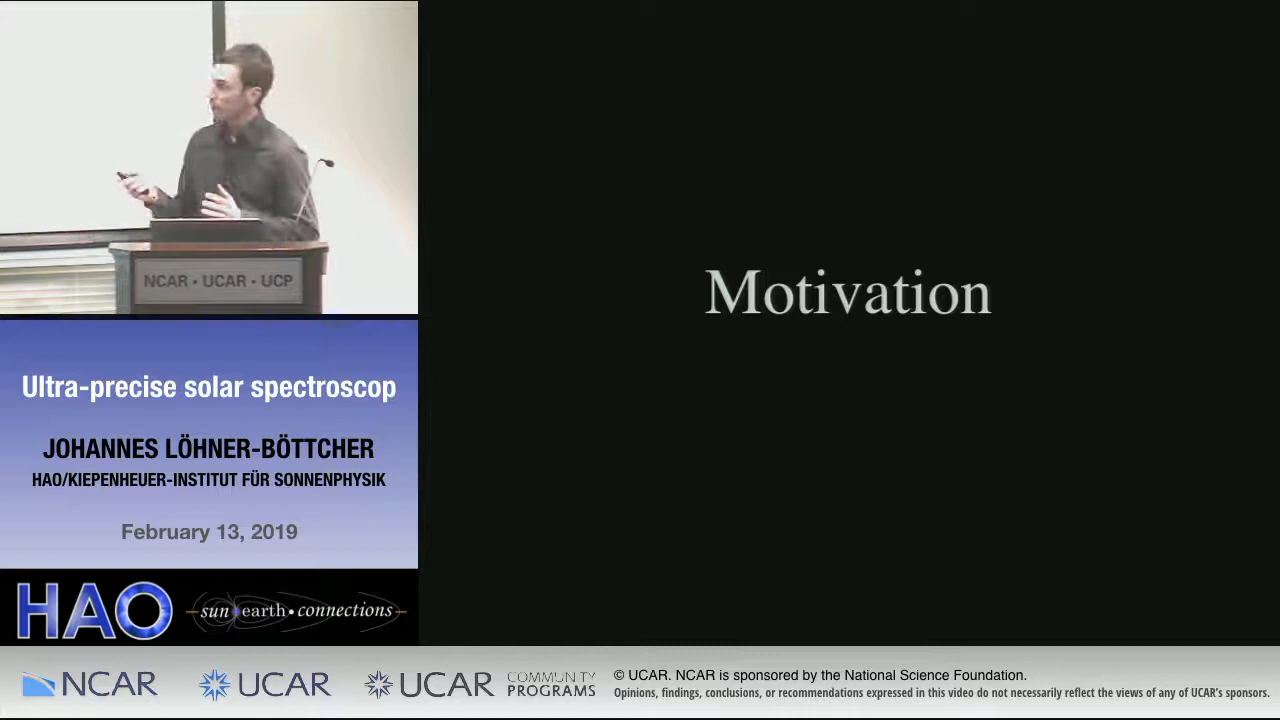 NCAR • UCAR • UCP
Motivation
Ultra-precise solar spectroscop
JOHANNES LÖHNER-BÖTTCHER
HAO/KIEPENHEUER-INSTITUT FÜR SONNENPHYSIK
February 13, 2019
HAO
sun•earth•connections
NCAR
UCAR
UCAR
COMMUNITY
PROGRAMS
© UCAR. NCAR is sponsored by the National Science Foundation.
Opinions, findings, conclusions, or recommendations expressed in this video do not necessarily reflect the views of any of UCAR's sponsors.